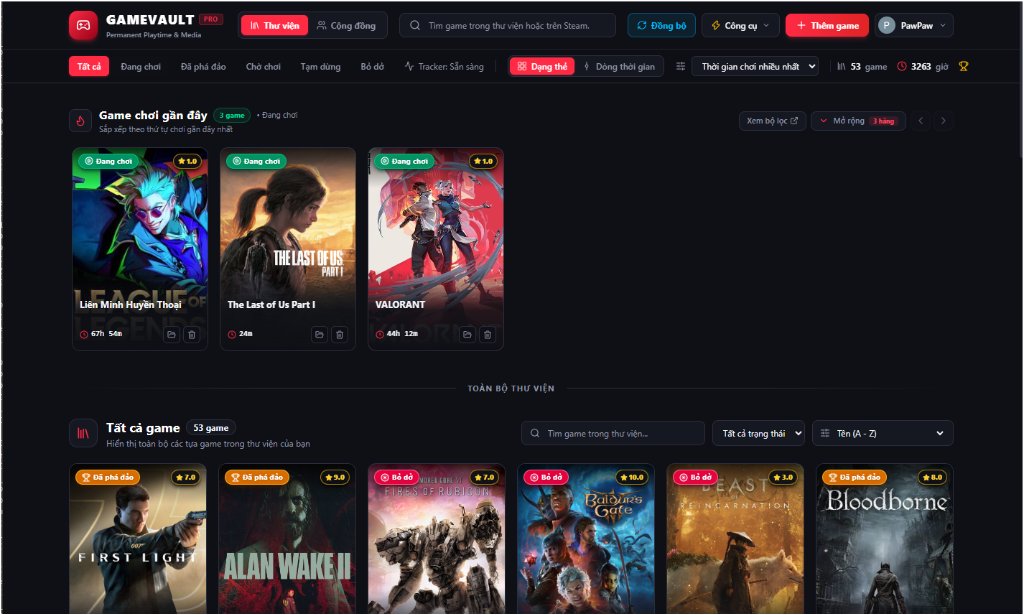 GAMEVAULT PRO
Permanent Playtime & Media
Thư viện
Cộng đồng
Tìm game trong thư viện hoặc trên Steam.
Đồng bộ
Công cụ
+ Thêm game
P PawPaw
Tất cả
Đang chơi
Đã phá đảo
Chờ chơi
Tạm dừng
Bỏ dở
Tracker: Sẵn sàng
Dạng thẻ
Dòng thời gian
Thời gian chơi nhiều nhất
53 game
3263 giờ
Game chơi gần đây 3 game • Đang chơi
Sắp xếp theo thứ tự chơi gần đây nhất
Xem bộ lọc
Mở rộng 3 hàng
Đang chơi
1.0
LEAGUE OF LEGENDS
Liên Minh Huyền Thoại
67h 54m
Đang chơi
THE LAST OF US
PART I
The Last of Us Part I
24m
Đang chơi
1.0
VALORANT
VALORANT
44h 12m
TOÀN BỘ THƯ VIỆN
Tất cả game 53 game
Hiển thị toàn bộ các tựa game trong thư viện của bạn
Tìm game trong thư viện...
Tất cả trạng thái
Tên (A - Z)
Đã phá đảo
7.0
007
FIRST LIGHT
Đã phá đảo
9.0
ALAN WAKE II
Bỏ dở
7.0
ARMORED CORE VI
FIRES OF RUBICON
Bỏ dở
10.0
Baldur's
Gate
Bỏ dở
3.0
BEAST
OF
REINCARNATION
Đã phá đảo
8.0
Bloodborne